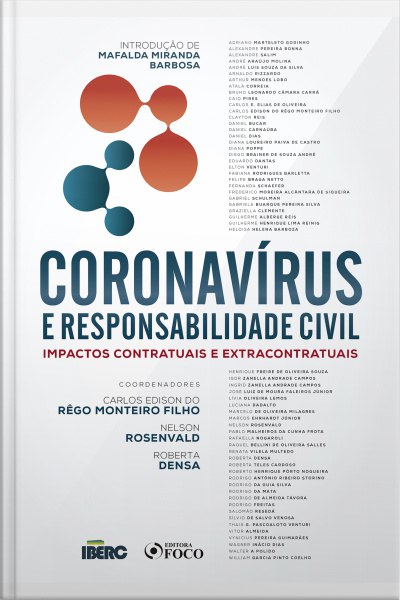 INTRODUÇÃO DE
MAFALDA MIRANDA
BARBOSA
ADRIANO MARTELETO GODINHO
ALEXANDRE PEREIRA BONNA
ALEXANDRE SALIM
ANDRÉ ARAÚJO MOLINA
ANDRÉ LUIS SOUZA DA SILVA
ARNALDO RIZZARDO
ARTHUR MENDES LOBO
ATALÁ CORREIA
BRUNO LEONARDO CÂMARA CARRÁ
CAIO PIRES
CARLOS E. ELIAS DE OLIVEIRA
CARLOS EDISON DO RÊGO MONTEIRO FILHO
CLAYTON REIS
DANIEL BUCAR
DANIEL CARNAÚBA
DANIEL DIAS
DIANA LOUREIRO PAIVA DE CASTRO
DIANA POPPE
DIEGO BRAINER DE SOUZA ANDRÉ
EDUARDO DANTAS
ELTON VENTURI
FABIANA RODRIGUES BARLETTA
FELIPE BRAGA NETTO
FERNANDA SCHAEFER
FREDERICO MOREIRA ALCÂNTARA DE SIQUEIRA
GABRIEL SCHULMAN
GABRIELE BUARQUE PEREIRA SILVA
GRAZIELLA CLEMENTE
GUILHERME ALBERGE REIS
GUILHERME HENRIQUE LIMA REINIG
HELOISA HELENA BARBOZA
CORONAVÍRUS
E RESPONSABILIDADE CIVIL
IMPACTOS CONTRATUAIS E EXTRACONTRATUAIS
COORDENADORES
CARLOS EDISON DO
RÊGO MONTEIRO FILHO
NELSON
ROSENVALD
ROBERTA
DENSA
HENRIQUE FREIRE DE OLIVEIRA SOUZA
IGOR ZANELLA ANDRADE CAMPOS
INGRID ZANELLA ANDRADE CAMPOS
JOSÉ LUIZ DE MOURA FALEIROS JÚNIOR
LÍVIA OLIVEIRA LEMOS
LUCIANA DADALTO
MARCELO DE OLIVEIRA MILAGRES
MARCOS EHRHARDT JÚNIOR
NELSON ROSENVALD
PABLO MALHEIROS DA CUNHA FROTA
RAFAELLA NOGAROLI
RAQUEL BELLINI DE OLIVEIRA SALLES
RENATA VILELA MULTEDO
ROBERTA DENSA
ROBERTA TELES CARDOSO
ROBERTO HENRIQUE PÔRTO NOGUEIRA
RODRIGO ANTÔNIO RIBEIRO STORINO
RODRIGO DA GUIA SILVA
RODRIGO DA MATA
RODRIGO DE ALMEIDA TÁVORA
RODRIGO FREITAS
SALOMÃO RESEDÁ
SÍLVIO DE SALVO VENOSA
THAÍS G. PASCOALOTO VENTURI
VITOR ALMEIDA
VYNICIUS PEREIRA GUIMARÃES
WAGNER INÁCIO DIAS
WALTER A POLIDO
WILLIAM GARCIA PINTO COELHO
IBERC
EDITORA
FOCO